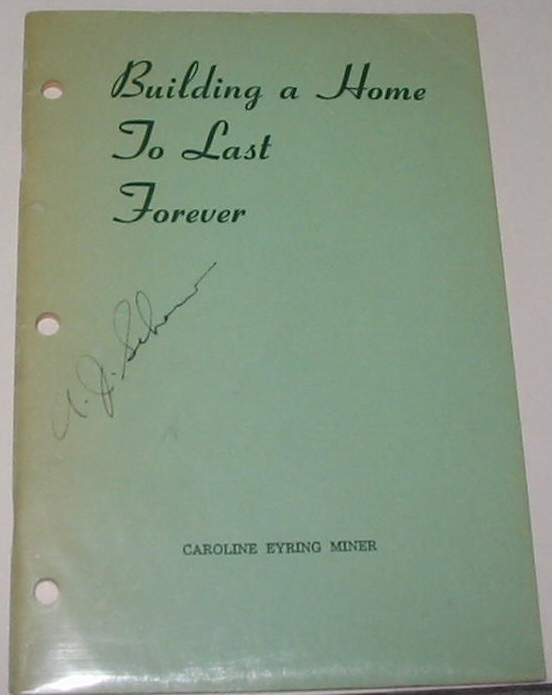 Building a Home
To Last
Forever
CAROLINE EYRING MINER